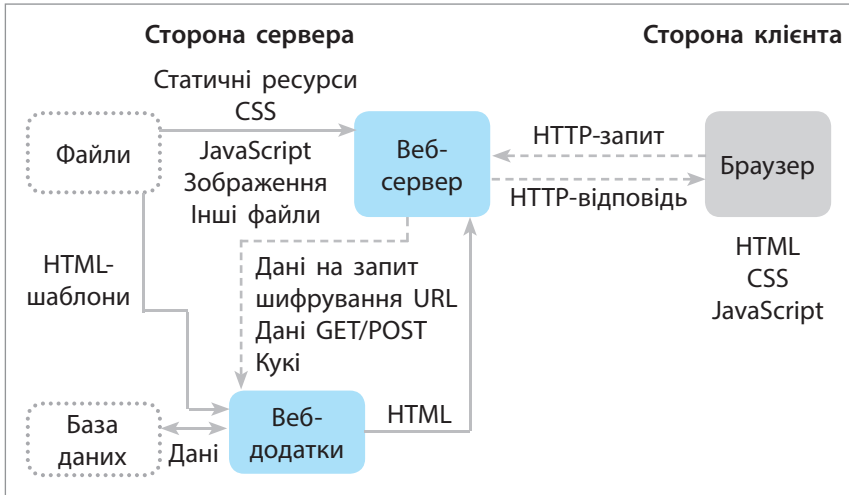 Сторона сервера
Сторона клієнта
Статичні ресурси
CSS
Файли
JavaScript
Зображення
Інші файли
Веб-
сервер
HTTP-запит
HTTP-відповідь
Браузер
HTML
CSS
JavaScript
HTML-
шаблони
Дані на запит
шифрування URL
Дані GET/POST
Кукі
База
даних
Дані
Веб-
додатки
HTML